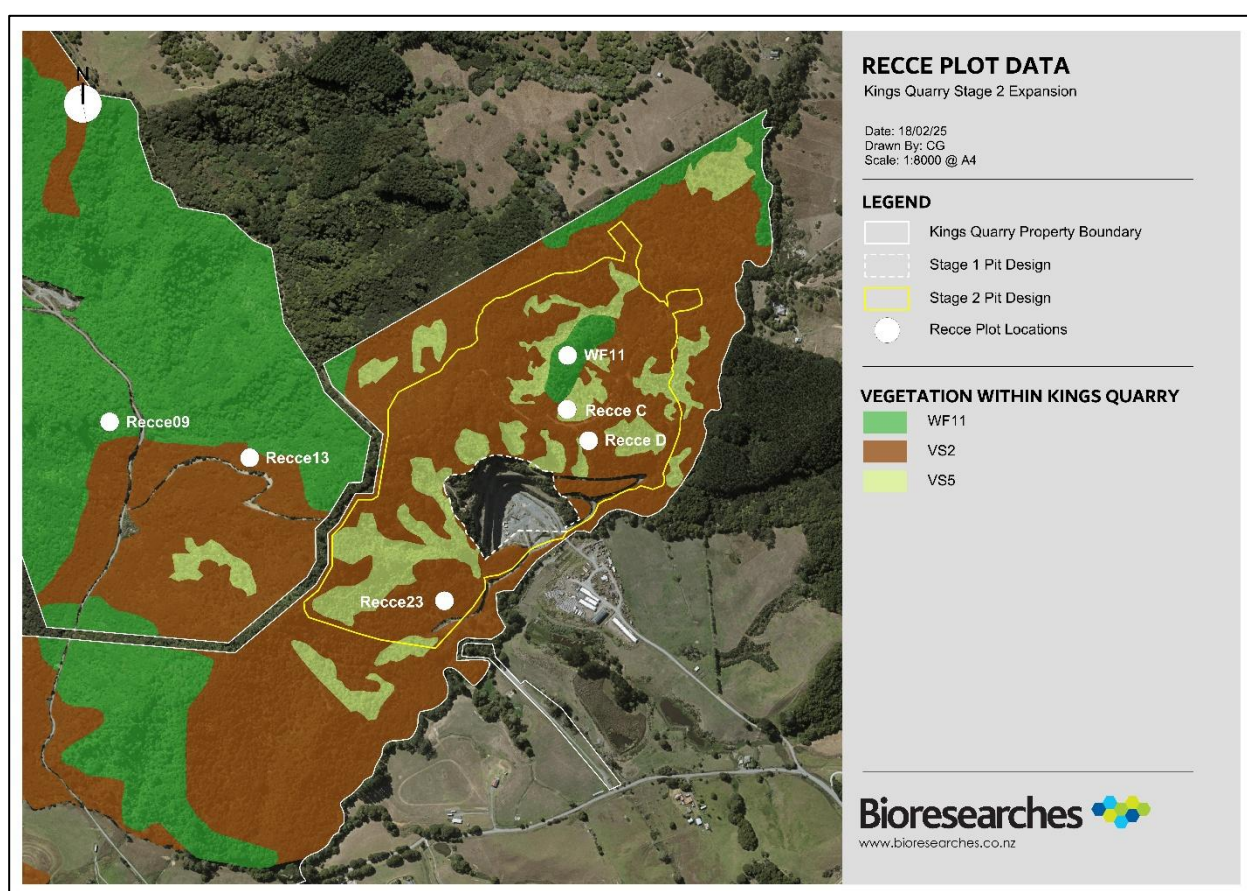 N
WF11
Recce C
Recce D
Recce09
Recce13
Recce23
RECCE PLOT DATA
Kings Quarry Stage 2 Expansion
Date: 18/02/25
Drawn By: CG
Scale: 1:8000 @ A4
LEGEND
Kings Quarry Property Boundary
Stage 1 Pit Design
Stage 2 Pit Design
Recce Plot Locations
VEGETATION WITHIN KINGS QUARRY
WF11
VS2
VS5
Bioresearches
www.bioresearches.co.nz